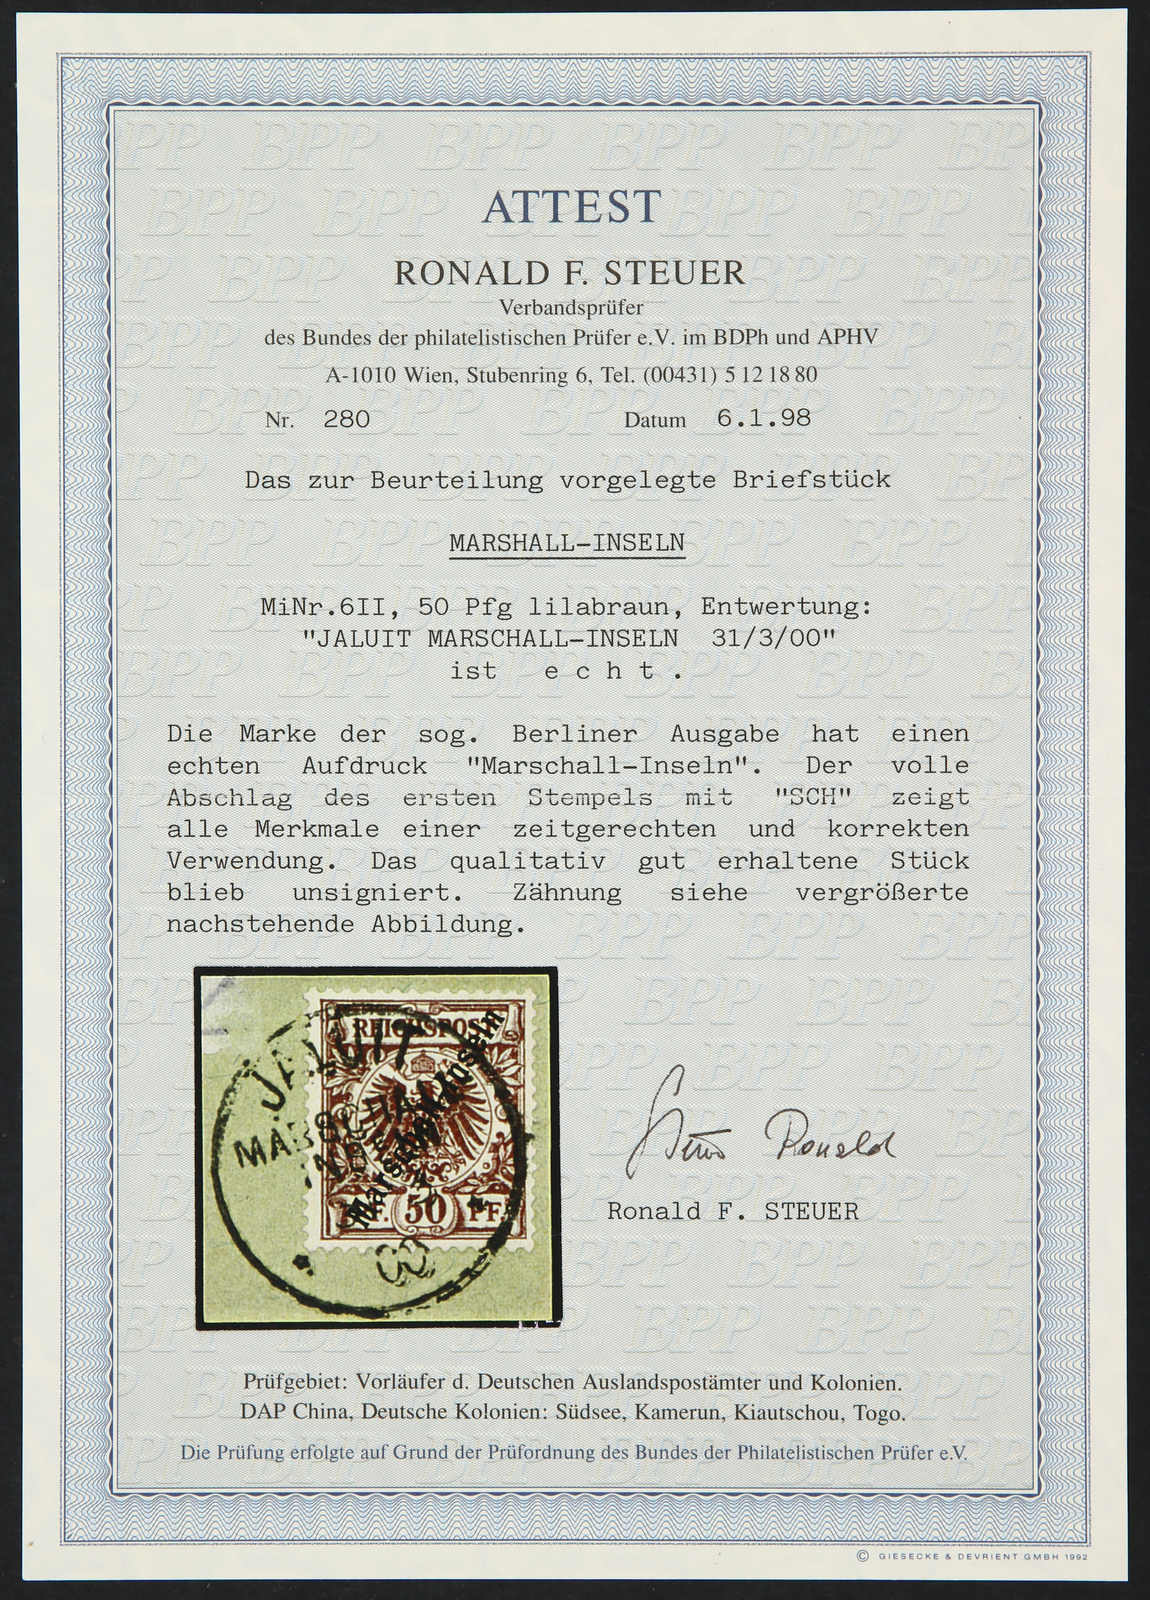 ATTEST
RONALD F. STEUER
Verbandsprüfer
des Bundes der philatelistischen Prüfer e.V. im BDPh und APHV
A-1010 Wien, Stubenring 6, Tel. (00431) 5 12 18 80
Nr. 280 Datum 6.1.98
Das zur Beurteilung vorgelegte Briefstück
MARSHALL-INSELN
MiNr.6II, 50 Pfg lilabraun, Entwertung:
"JALUIT MARSCHALL-INSELN 31/3/00"
ist e c h t .
Die Marke der sog. Berliner Ausgabe hat einen
echten Aufdruck "Marschall-Inseln". Der volle
Abschlag des ersten Stempels mit "SCH" zeigt
alle Merkmale einer zeitgerechten und korrekten
Verwendung. Das qualitativ gut erhaltene Stück
blieb unsigniert. Zähnung siehe vergrößerte
nachstehende Abbildung.
REICHSPOST
JALUIT
50 PF.
Steuer Ronald
Ronald F. STEUER
Prüfgebiet: Vorläufer d. Deutschen Auslandspostämter und Kolonien.
DAP China, Deutsche Kolonien: Südsee, Kamerun, Kiautschou, Togo.
Die Prüfung erfolgte auf Grund der Prüfordnung des Bundes der Philatelistischen Prüfer e.V.
© GIESECKE & DEVRIENT GMBH 1992